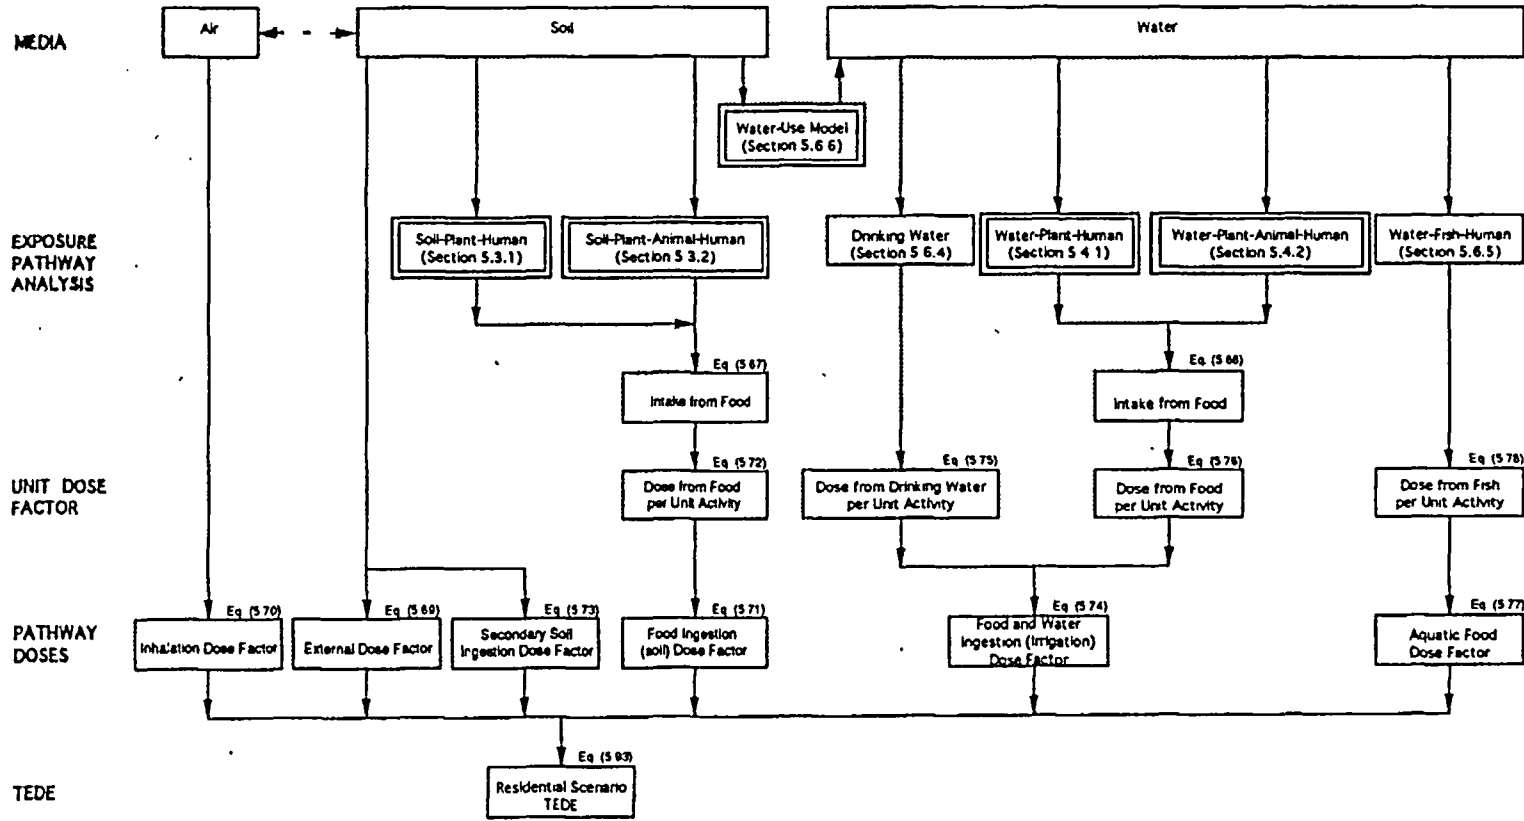 MEDIA
Air
Soil
Water
Water-Use Model
(Section 5.6 6)
EXPOSURE
PATHWAY
ANALYSIS
Soil-Plant-Human
(Section 5.3.1)
Soil-Plant-Animal-Human
(Section 5 3.2)
Drinking Water
(Section 5 6.4)
Water-Plant-Human
(Section 5 4 1)
Water-Plant-Animal-Human
(Section 5.4.2)
Water-Fish-Human
(Section 5.6.5)
Eq (5 67)
Intake from Food
Eq (5 68)
Intake from Food
UNIT DOSE
FACTOR
Eq (5 72)
Dose from Food
per Unit Activity
Eq (5 75)
Dose from Drinking Water
per Unit Activity
Eq (5 76)
Dose from Food
per Unit Activity
Eq (5 78)
Dose from Fish
per Unit Activity
PATHWAY
DOSES
Eq (5 70)
Inhalation Dose Factor
Eq (5 69)
External Dose Factor
Eq (5 73)
Secondary Soil
Ingestion Dose Factor
Eq (5 71)
Food Ingestion
(soil) Dose Factor
Eq (5 74)
Food and Water
Ingestion (Irrigation)
Dose Factor
Eq (5 77)
Aquatic Food
Dose Factor
TEDE
Eq (5 93)
Residential Scenario
TEDE